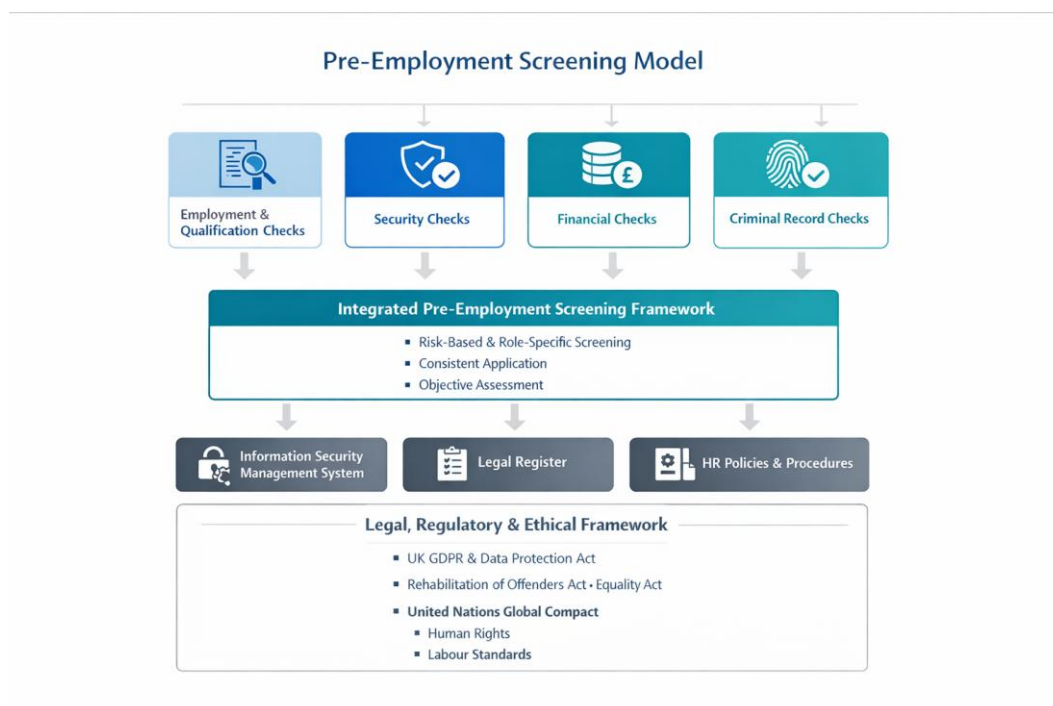 Pre-Employment Screening Model
Employment &
Qualification Checks
Security Checks
£
Financial Checks
Criminal Record Checks
Integrated Pre-Employment Screening Framework
▪ Risk-Based & Role-Specific Screening
▪ Consistent Application
▪ Objective Assessment
Information Security
Management System
Legal Register
HR Policies & Procedures
Legal, Regulatory & Ethical Framework
▪ UK GDPR & Data Protection Act
▪ Rehabilitation of Offenders Act • Equality Act
▪ United Nations Global Compact
▪ Human Rights
▪ Labour Standards